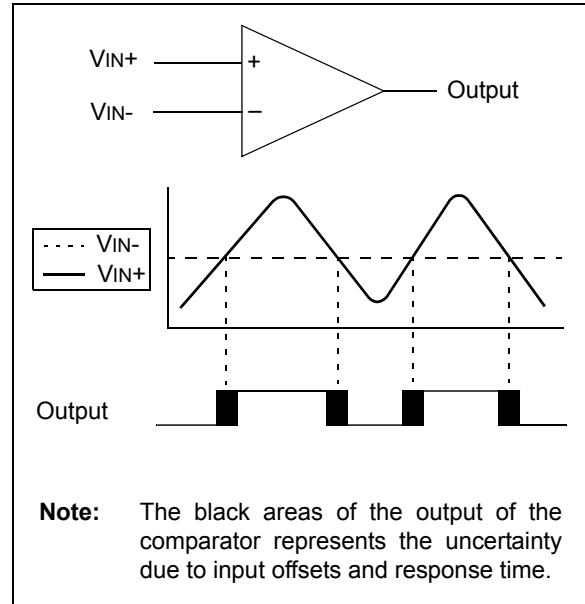 VIN+
+
Output
VIN-
–
VIN-
VIN+
Output
Note: The black areas of the output of the
comparator represents the uncertainty
due to input offsets and response time.